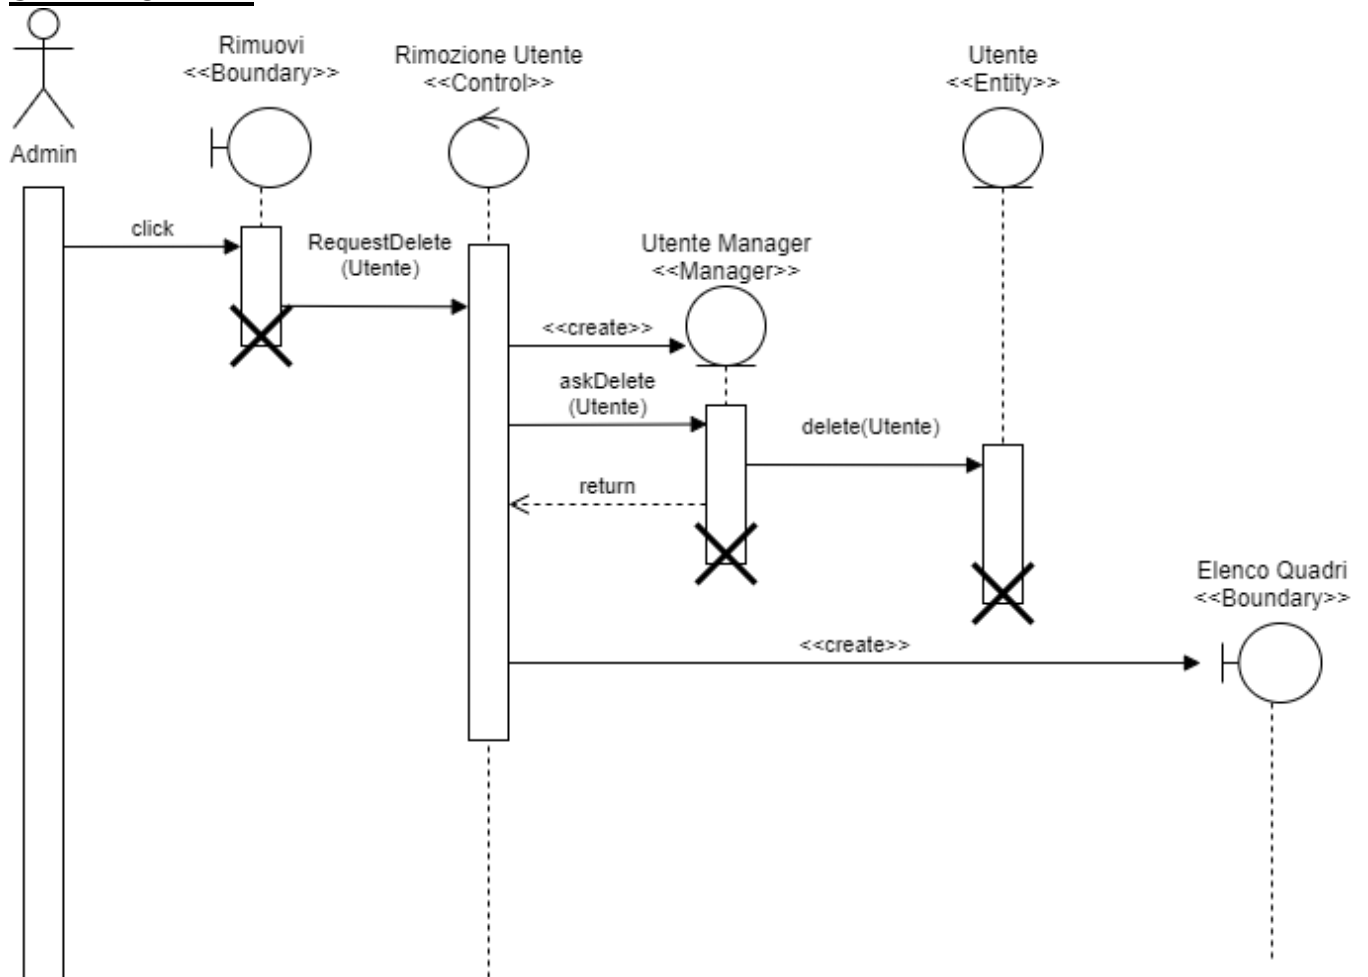 Rimuovi
<<Boundary>>
Rimozione Utente
<<Control>>
Utente
<<Entity>>
Admin
click
RequestDelete
(Utente)
Utente Manager
<<Manager>>
<<create>>
askDelete
(Utente)
delete(Utente)
return
Elenco Quadri
<<Boundary>>
<<create>>